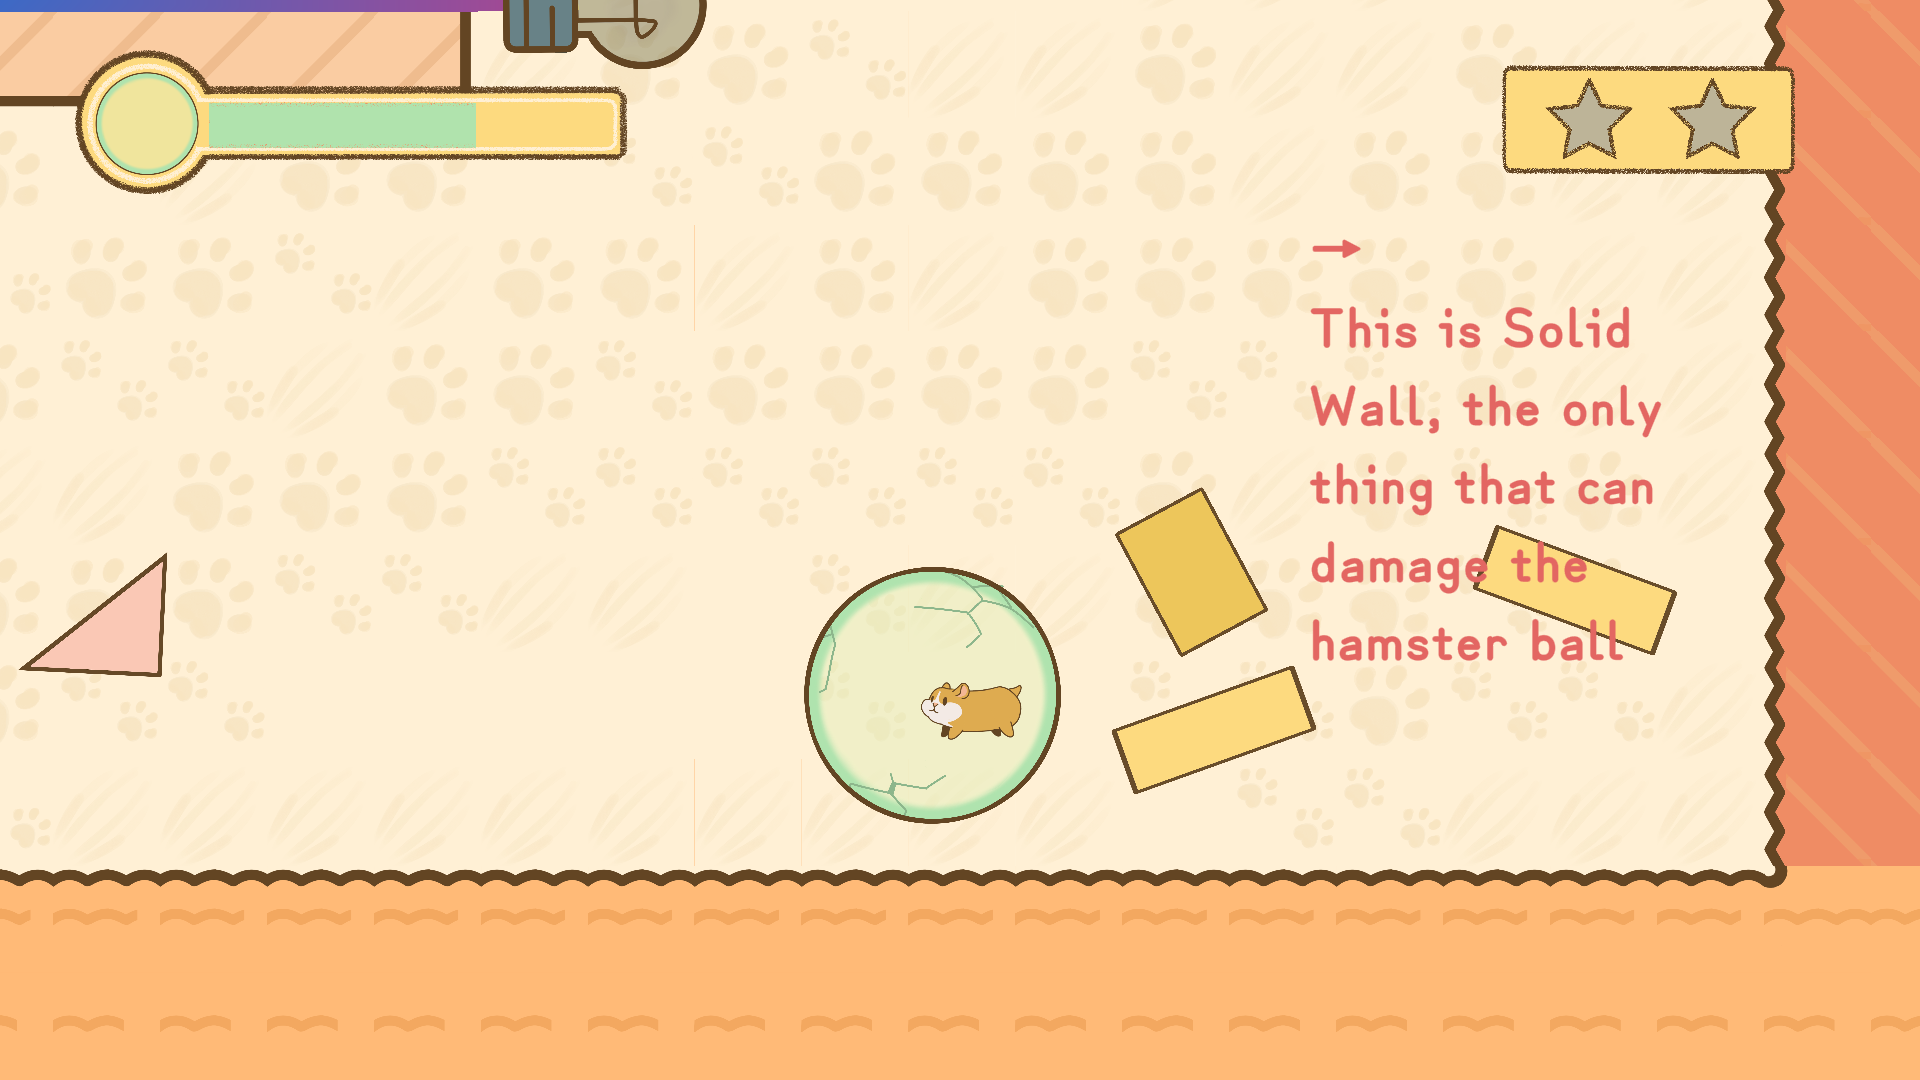 →
This is Solid
Wall, the only
thing that can
damage the
hamster ball